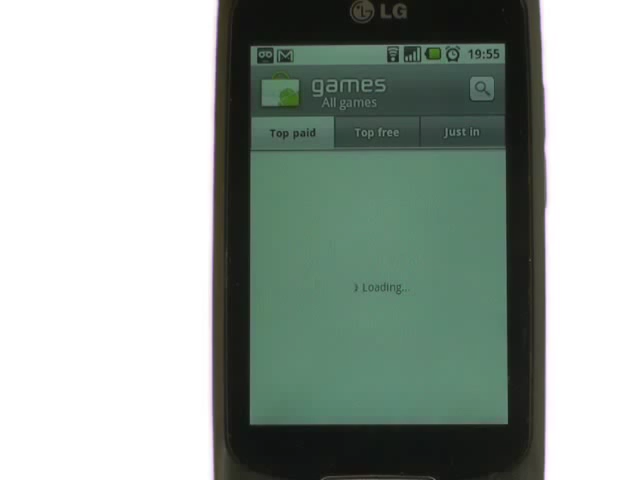 LG
19:55
games
All games
Top paid
Top free
Just in
Loading...